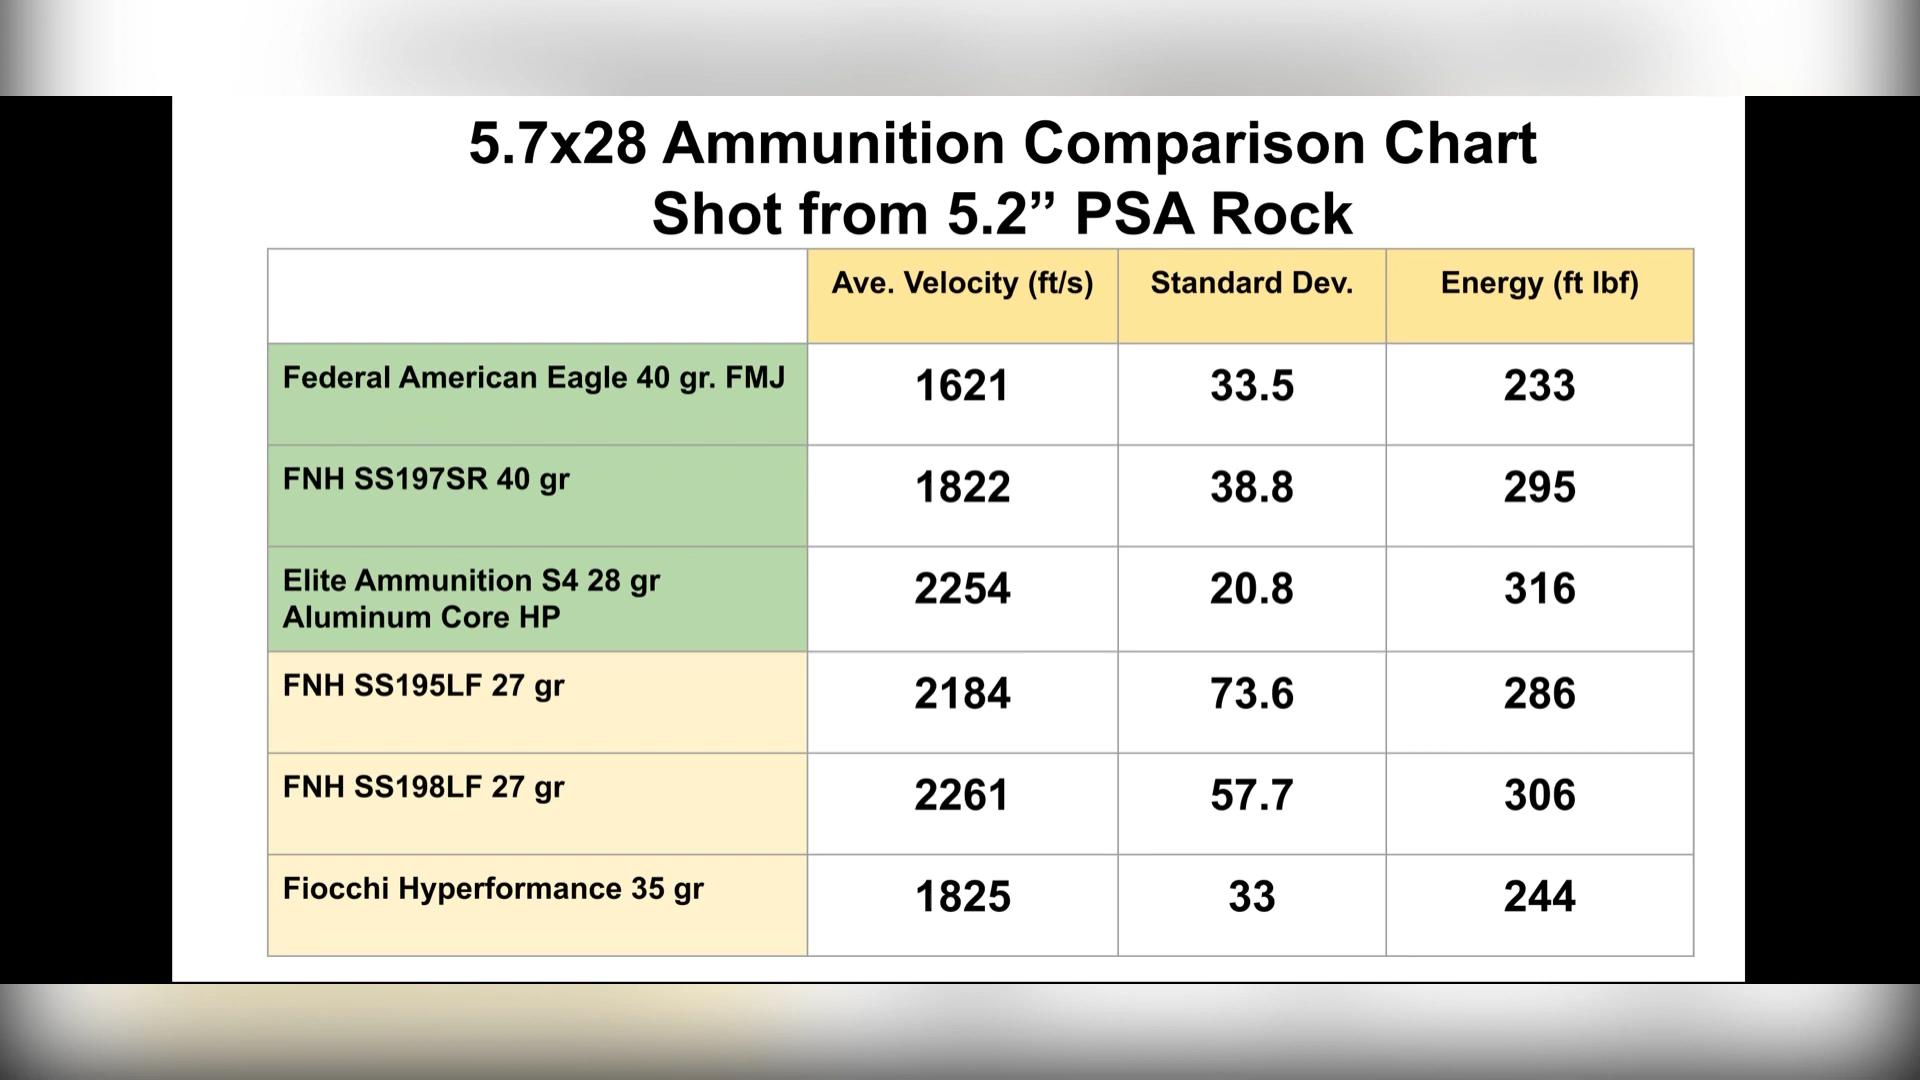 5.7x28 Ammunition Comparison Chart
Shot from 5.2” PSA Rock
Ave. Velocity (ft/s) Standard Dev. Energy (ft lbf)
Federal American Eagle 40 gr. FMJ 1621 33.5 233
FNH SS197SR 40 gr 1822 38.8 295
Elite Ammunition S4 28 gr 2254 20.8 316
Aluminum Core HP
FNH SS195LF 27 gr 2184 73.6 286
FNH SS198LF 27 gr 2261 57.7 306
Fiocchi Hyperformance 35 gr 1825 33 244